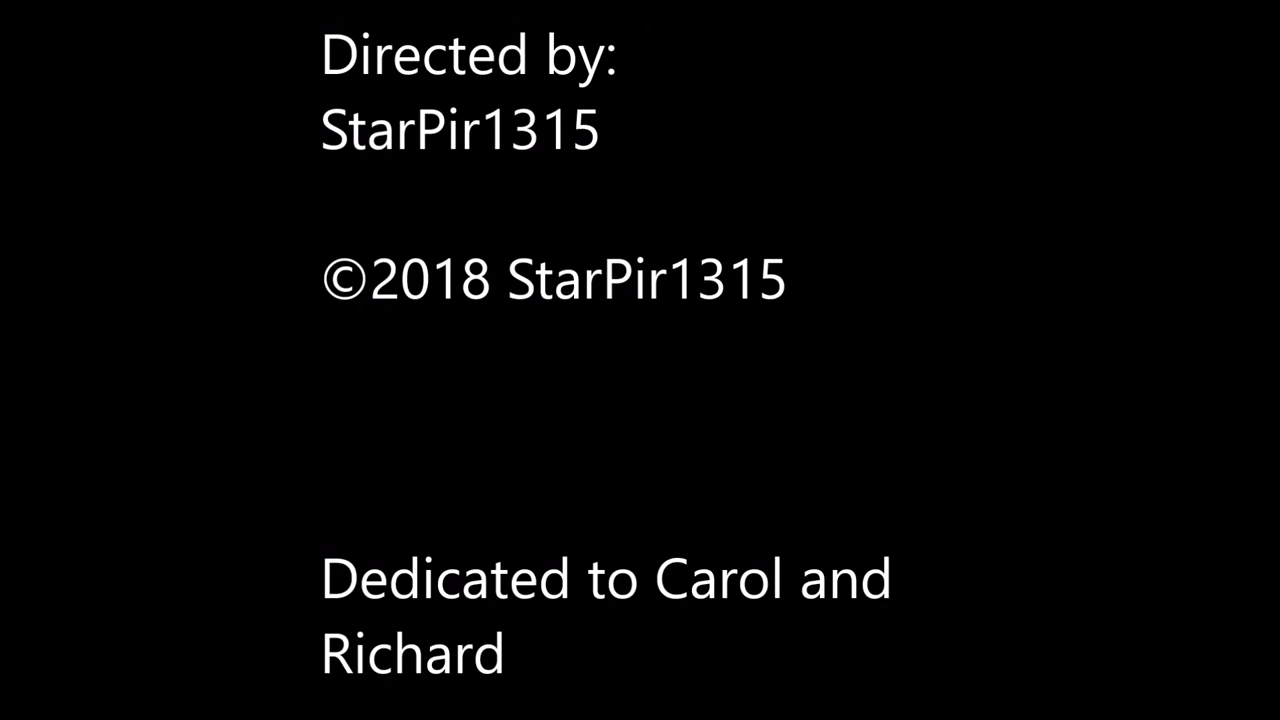 Directed by:
StarPir1315
©2018 StarPir1315
Dedicated to Carol and
Richard